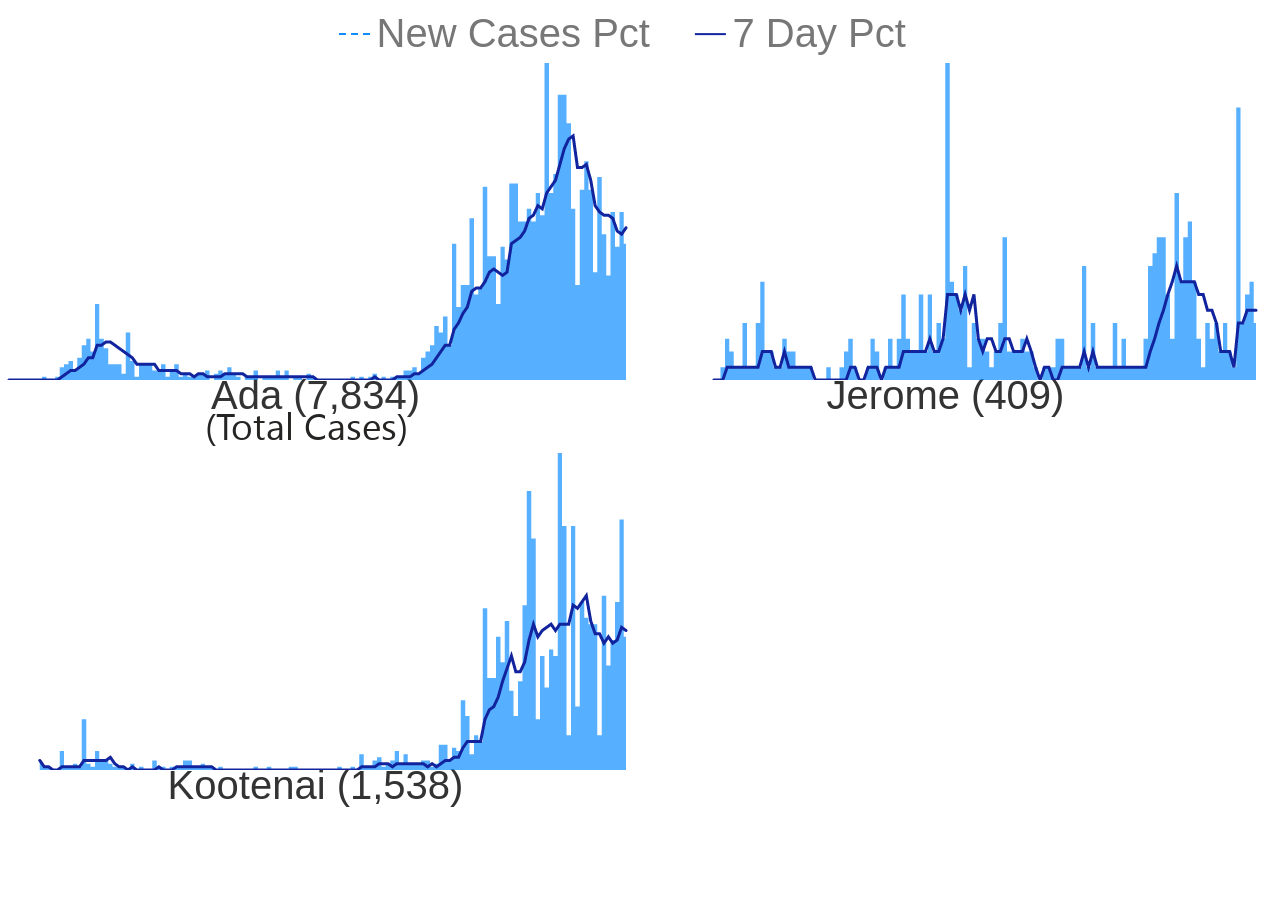 New Cases Pct 7 Day Pct
Ada (7,834)
(Total Cases)
Jerome (409)
Kootenai (1,538)